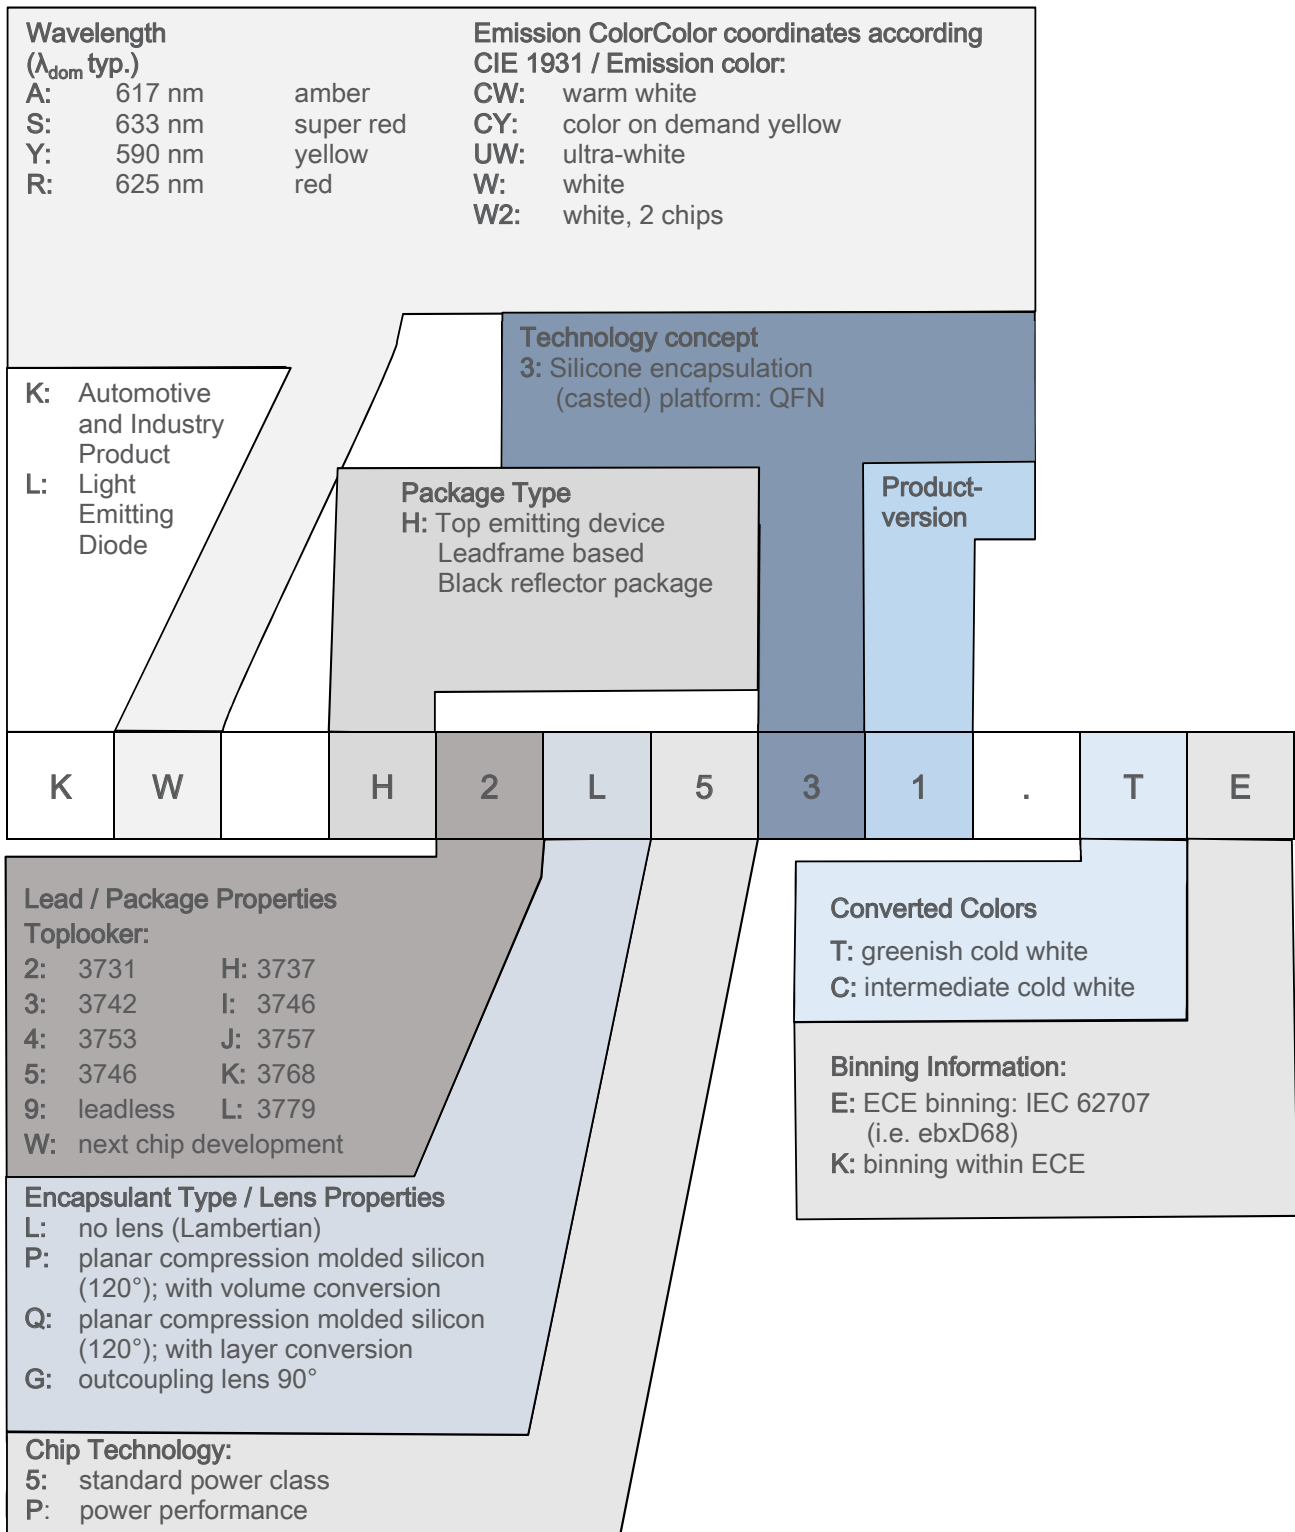 Wavelength
(λdom typ.)
A: 617 nm amber
S: 633 nm super red
Y: 590 nm yellow
R: 625 nm red
Emission ColorColor coordinates according
CIE 1931 / Emission color:
CW: warm white
CY: color on demand yellow
UW: ultra-white
W: white
W2: white, 2 chips
Technology concept
3: Silicone encapsulation
(casted) platform: QFN
K: Automotive
and Industry
Product
L: Light
Emitting
Diode
Package Type
H: Top emitting device
Leadframe based
Black reflector package
Product-
version
K W H 2 L 5 3 1 . T E
Lead / Package Properties
Toplooker:
2: 3731 H: 3737
3: 3742 I: 3746
4: 3753 J: 3757
5: 3746 K: 3768
9: leadless L: 3779
W: next chip development
Encapsulant Type / Lens Properties
L: no lens (Lambertian)
P: planar compression molded silicon
(120°); with volume conversion
Q: planar compression molded silicon
(120°); with layer conversion
G: outcoupling lens 90°
Chip Technology:
5: standard power class
P: power performance
Converted Colors
T: greenish cold white
C: intermediate cold white
Binning Information:
E: ECE binning: IEC 62707
(i.e. ebxD68)
K: binning within ECE